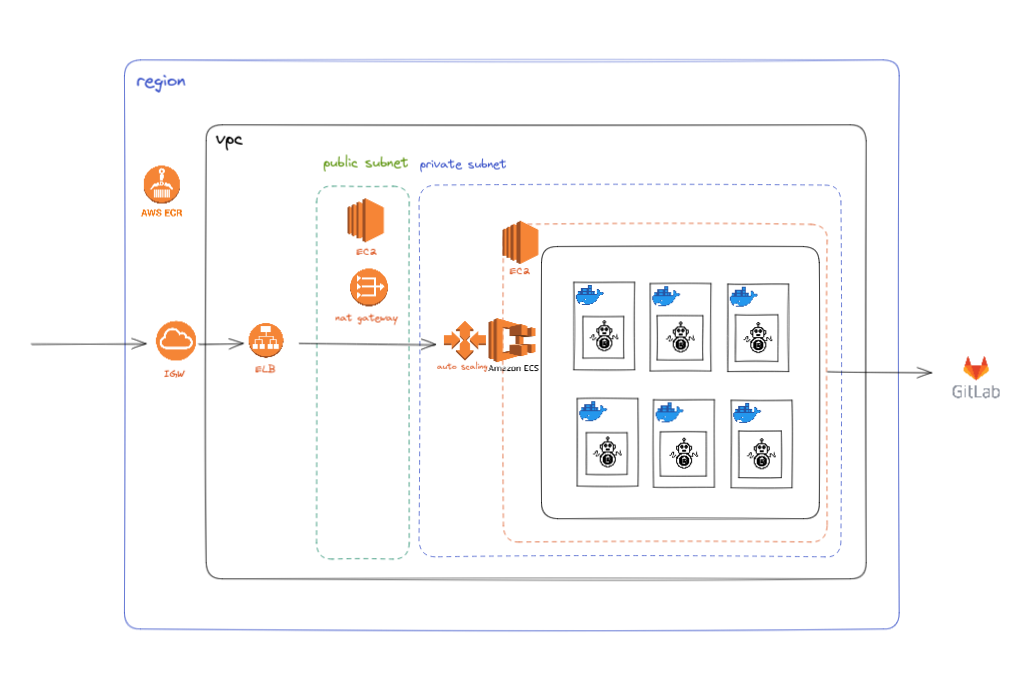 region
vpc
public subnet
private subnet
AWS ECR
EC2
EC2
nat gateway
IGW
ELB
auto scaling
Amazon ECS
GitLab